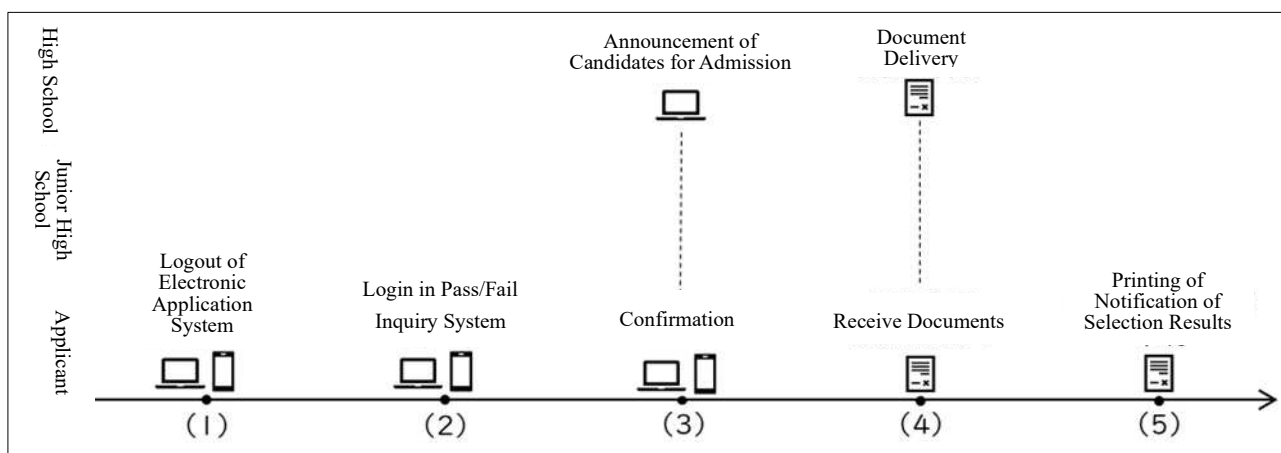 High School
Junior High
School
Applicant
Announcement of
Candidates for Admission
Document
Delivery
Logout of
Electronic
Application
System
Login in Pass/Fail
Inquiry System
Confirmation
Receive Documents
Printing of
Notification of
Selection Results
(1)
(2)
(3)
(4)
(5)